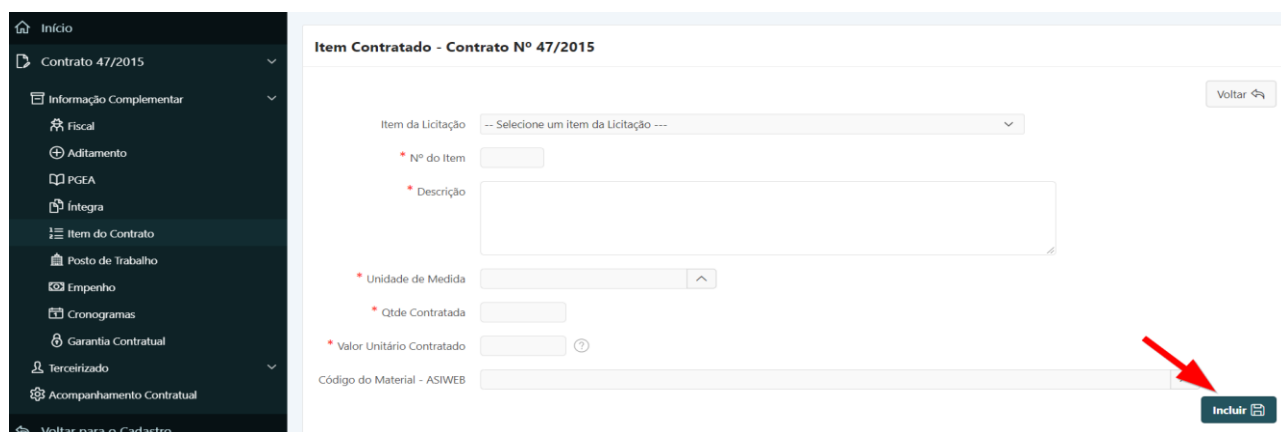 Início
Contrato 47/2015
Informação Complementar
Fiscal
Aditamento
PGEA
Íntegra
Item do Contrato
Posto de Trabalho
Empenho
Cronogramas
Garantia Contratual
Terceirizado
Acompanhamento Contratual
Voltar para o Cadastro
Item Contratado - Contrato Nº 47/2015
Voltar
Item da Licitação -- Selecione um item da Licitação ---
* Nº do Item
* Descrição
* Unidade de Medida
* Qtde Contratada
* Valor Unitário Contratado ?
Código do Material - ASIWEB
Incluir